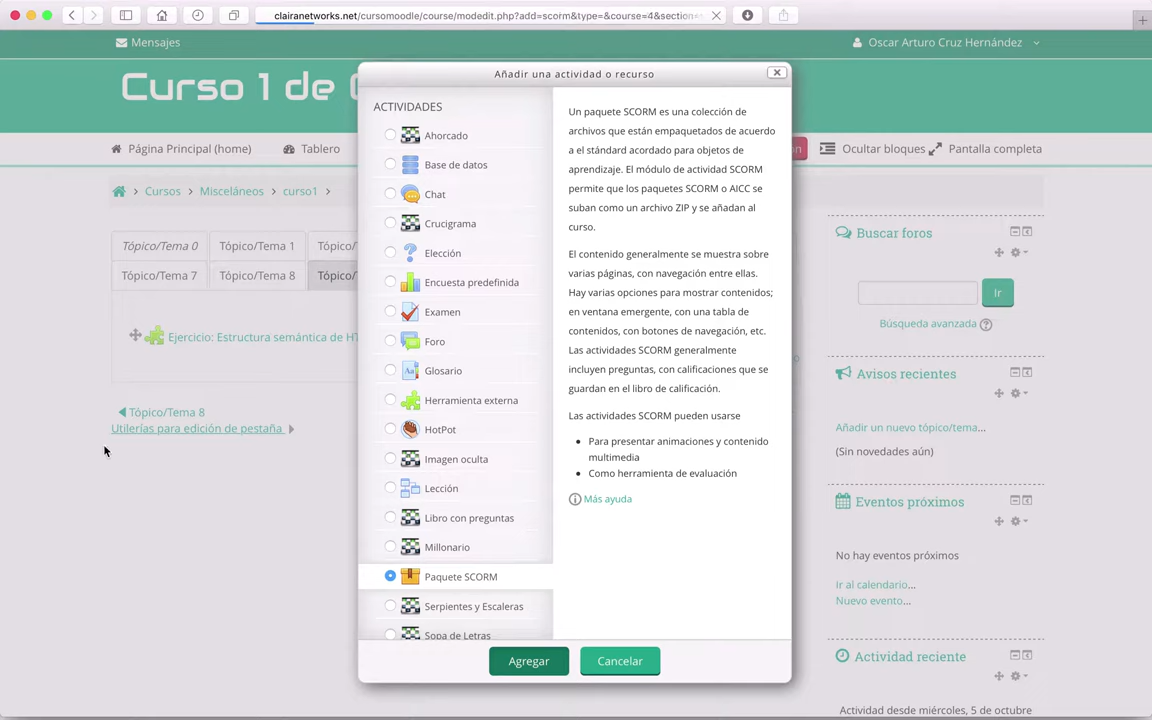 clairanetworks.net/cursomoodle/course/modedit.php?add=scorm&type=&course=4&section=
Mensajes
Oscar Arturo Cruz Hernández
Curso 1 de
Página Principal (home)
Tablero
Ocultar bloques
Pantalla completa
Cursos
Misceláneos
curso1
Tópico/Tema 0
Tópico/Tema 1
Tópico/
Tópico/Tema 7
Tópico/Tema 8
Tópico/
Ejercicio: Estructura semántica de HT
Tópico/Tema 8
Utilerías para edición de pestaña
Añadir una actividad o recurso
ACTIVIDADES
Ahorcado
Base de datos
Chat
Crucigrama
Elección
Encuesta predefinida
Examen
Foro
Glosario
Herramienta externa
HotPot
Imagen oculta
Lección
Libro con preguntas
Millonario
Paquete SCORM
Serpientes y Escaleras
Sopa de Letras
Un paquete SCORM es una colección de
archivos que están empaquetados de acuerdo
a el stándard acordado para objetos de
aprendizaje. El módulo de actividad SCORM
permite que los paquetes SCORM o AICC se
suban como un archivo ZIP y se añadan al
curso.
El contenido generalmente se muestra sobre
varias páginas, con navegación entre ellas.
Hay varias opciones para mostrar contenidos;
en ventana emergente, con una tabla de
contenidos, con botones de navegación, etc.
Las actividades SCORM generalmente
incluyen preguntas, con calificaciones que se
guardan en el libro de calificación.
Las actividades SCORM pueden usarse
Para presentar animaciones y contenido
multimedia
Como herramienta de evaluación
Más ayuda
Agregar
Cancelar
Buscar foros
Ir
Búsqueda avanzada
Avisos recientes
Añadir un nuevo tópico/tema...
(Sin novedades aún)
Eventos próximos
No hay eventos próximos
Ir al calendario...
Nuevo evento...
Actividad reciente
Actividad desde miércoles, 5 de octubre